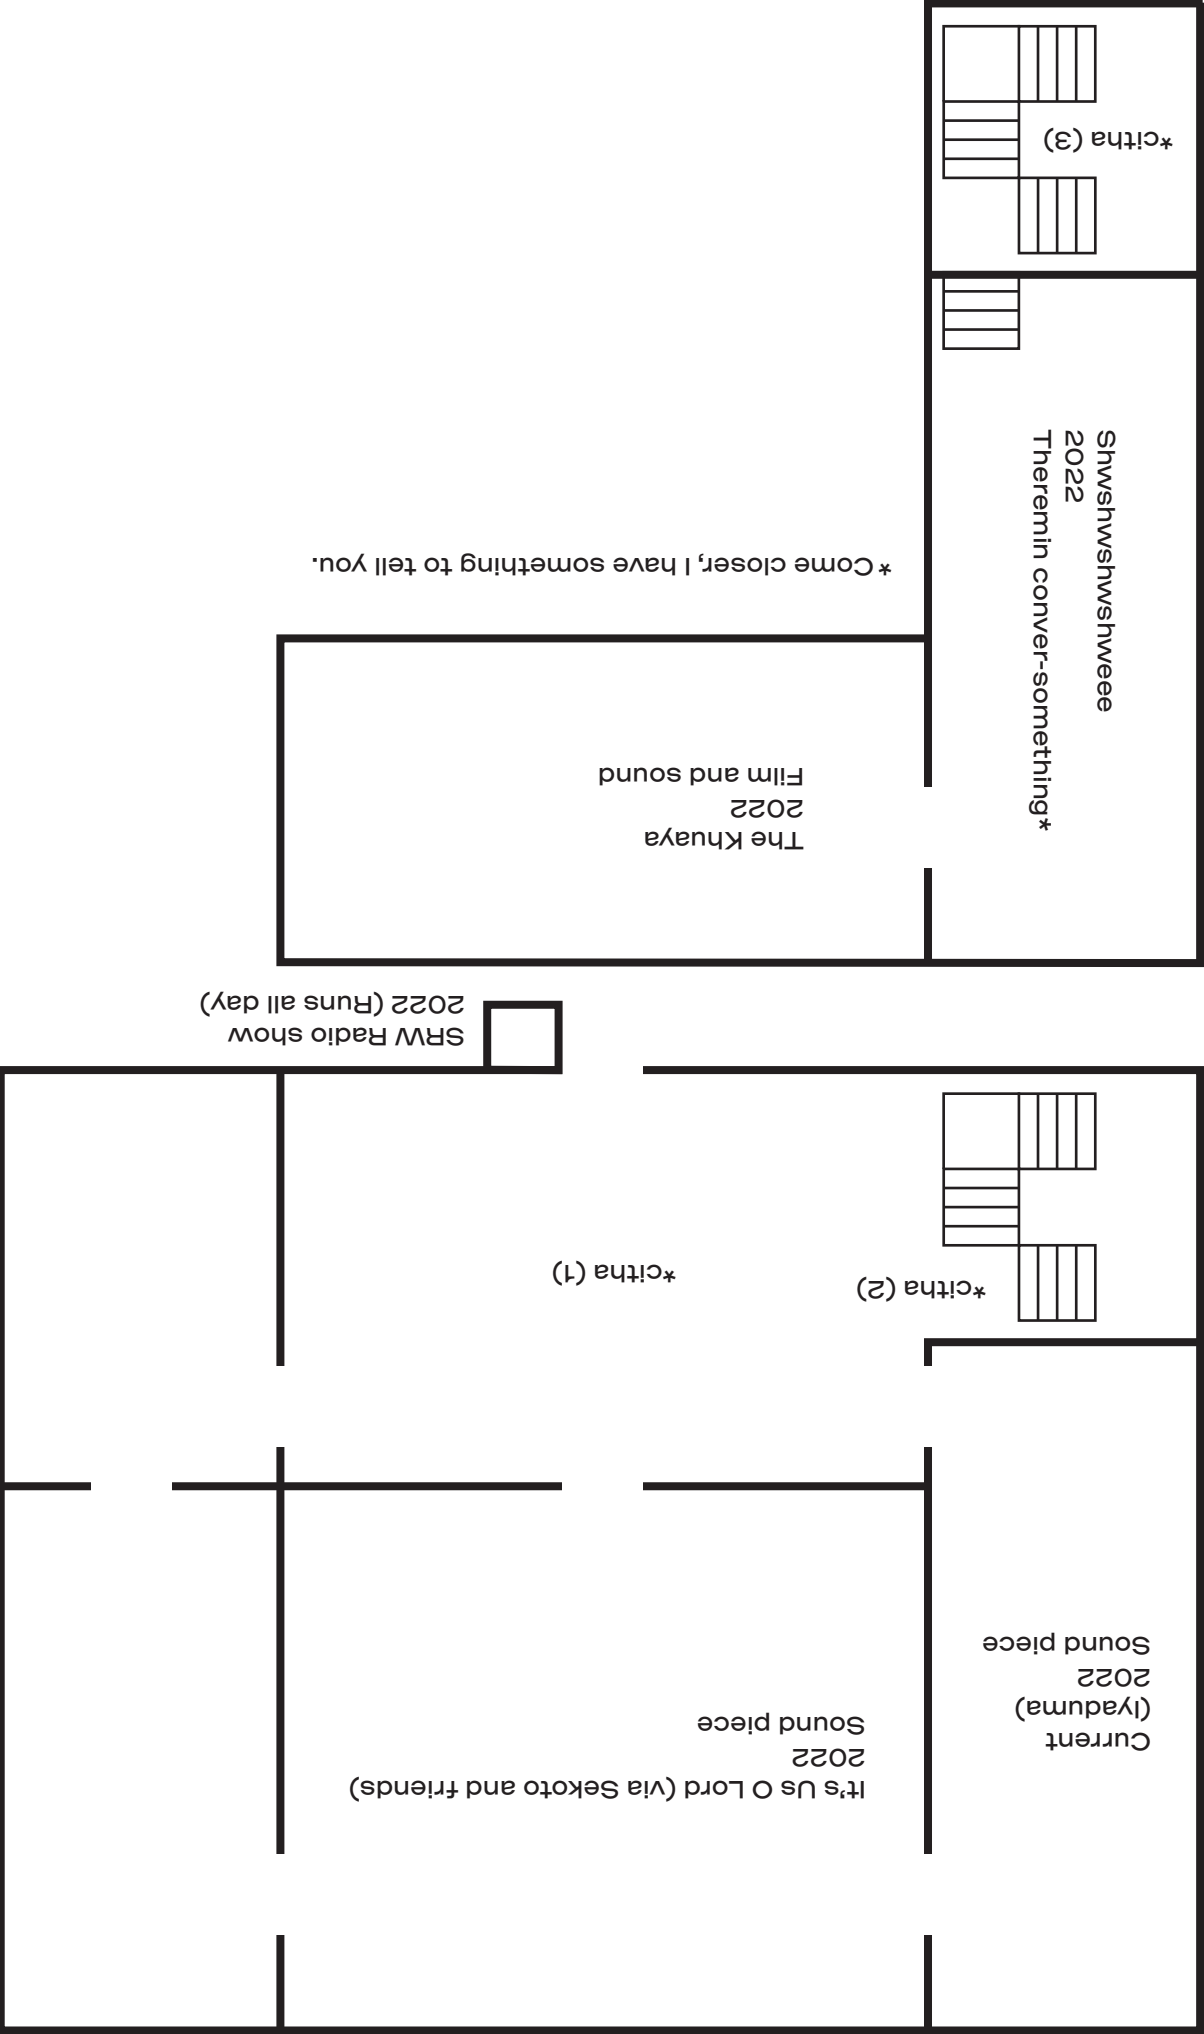 It's Us O Lord (via Sekoto and friends)
2022
Sound piece
Current
(Iyaduma)
2022
Sound piece
*citha (2)
*citha (1)
SRW Radio show
2022 (Runs all day)
The Khuaya
2022
Film and sound
Shwshwshwshweee
2022
Theremin conver-something*
*Come closer, I have something to tell you.
*citha (3)